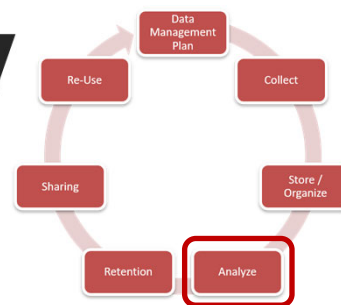 Data
Management
Plan
Collect
Store /
Organize
Analyze
Retention
Sharing
Re-Use